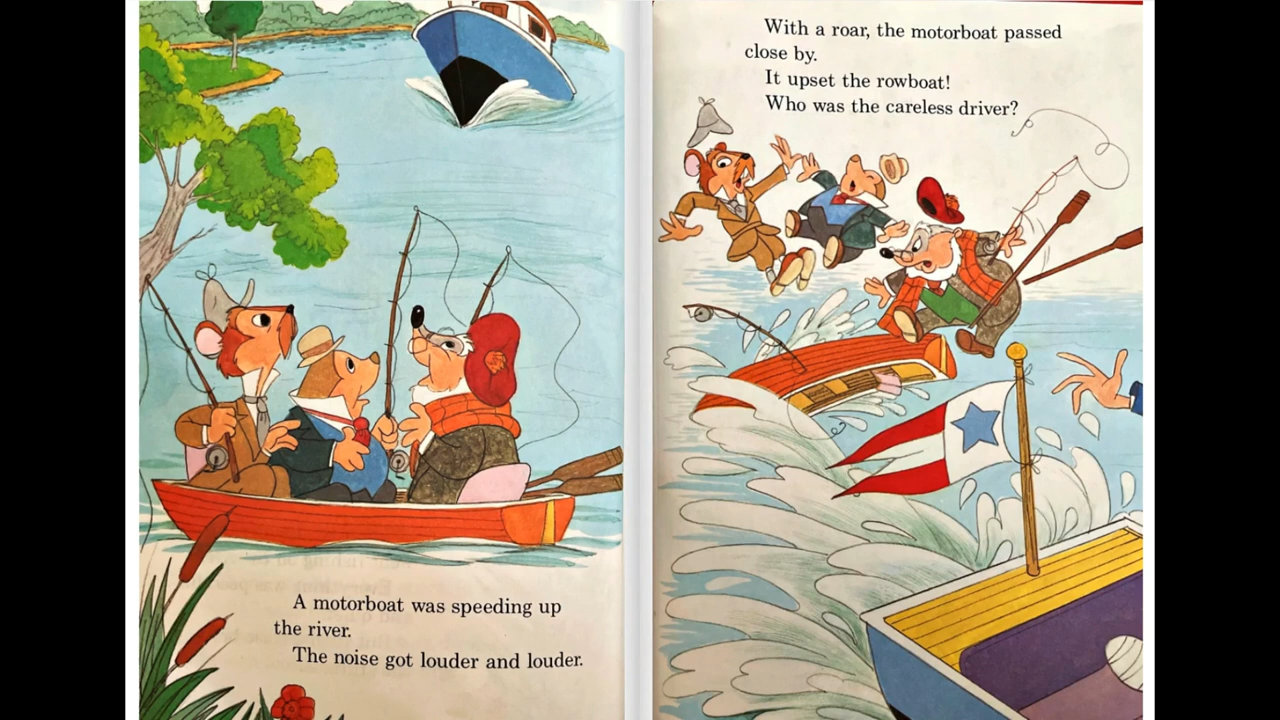 A motorboat was speeding up
the river.
The noise got louder and louder.
With a roar, the motorboat passed
close by.
It upset the rowboat!
Who was the careless driver?